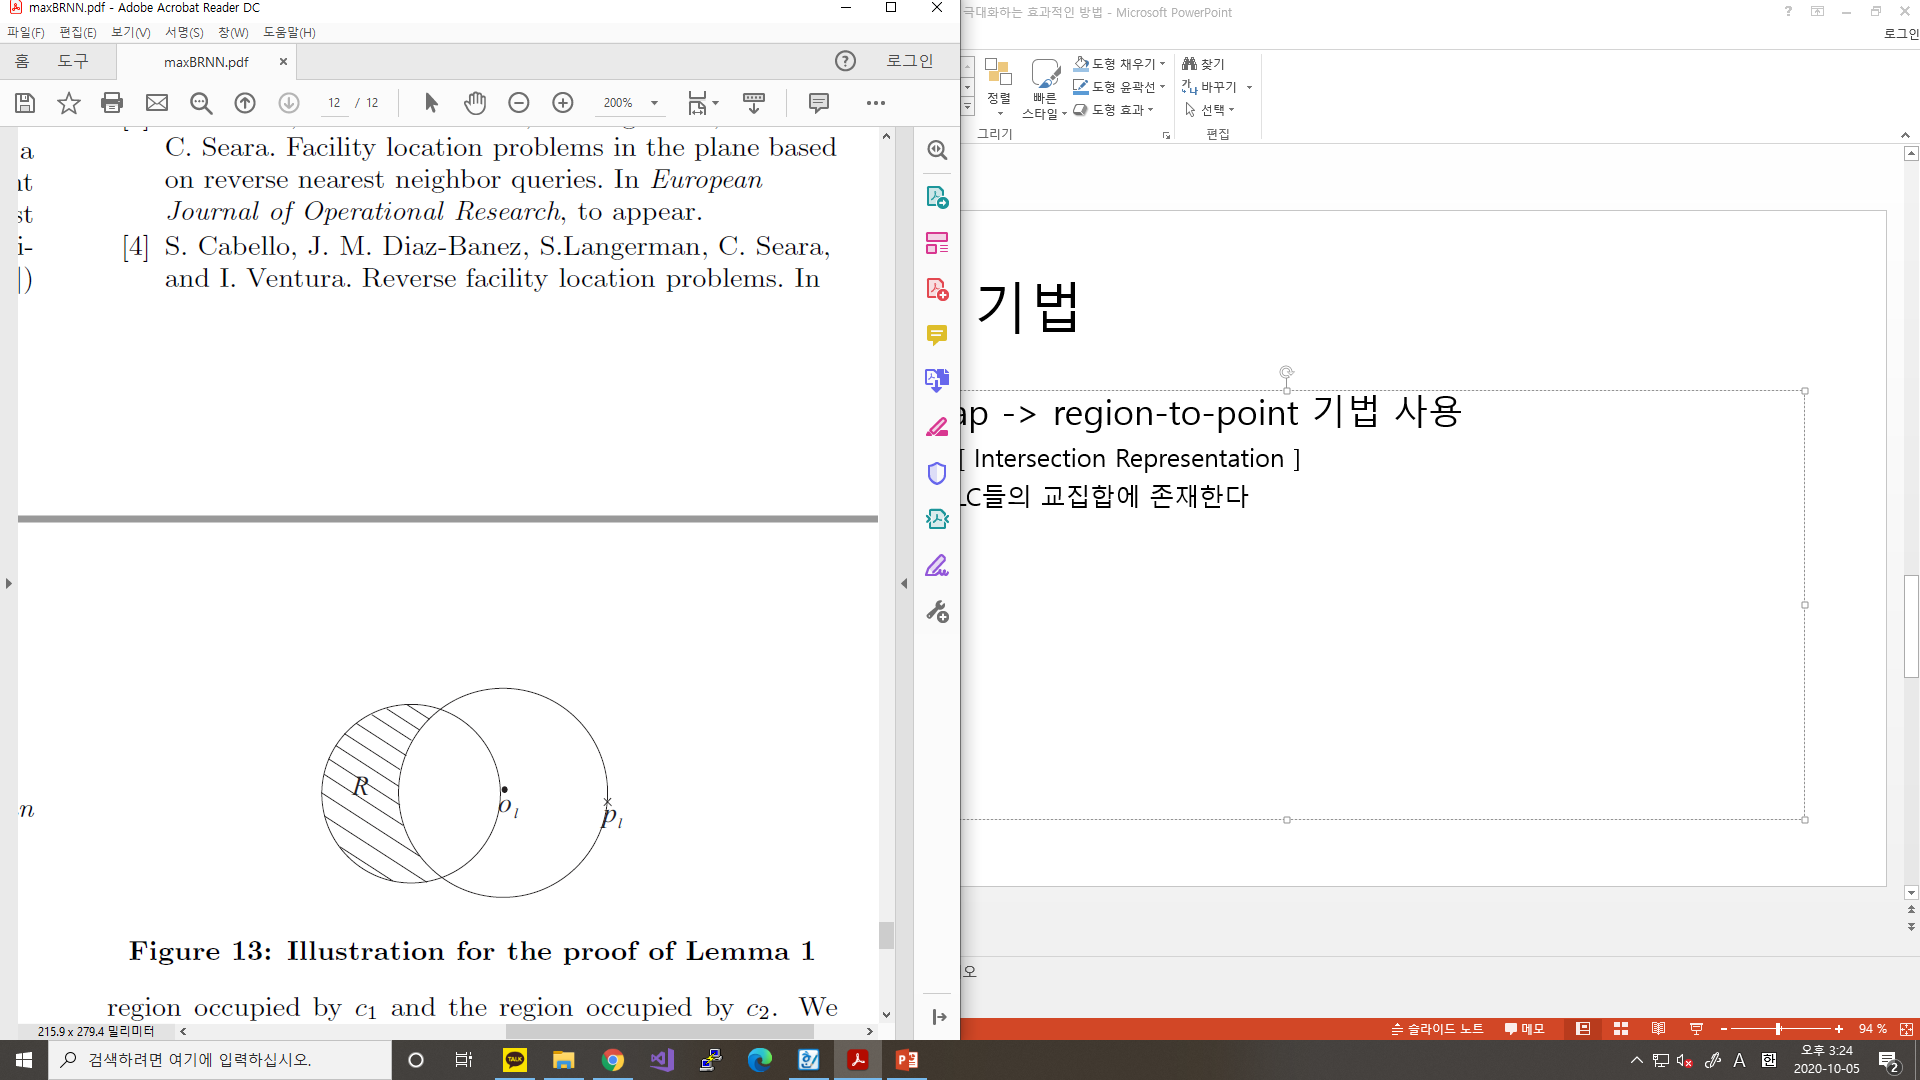 maxBRNN.pdf - Adobe Acrobat Reader DC
파일(F) 편집(E) 보기(V) 서명(S) 창(W) 도움말(H)
홈 도구 maxBRNN.pdf × 로그인
12 / 12 200%
C. Seara. Facility location problems in the plane based
on reverse nearest neighbor queries. In European
Journal of Operational Research, to appear.
[4] S. Cabello, J. M. Diaz-Banez, S.Langerman, C. Seara,
and I. Ventura. Reverse facility location problems. In
a
st
i-
|)
n
R
o l
p l
Figure 13: Illustration for the proof of Lemma 1
region occupied by c1 and the region occupied by c2. We
215.9 x 279.4 밀리미터
극대화하는 효과적인 방법 - Microsoft PowerPoint
로그인
정렬
빠른
스타일
도형 채우기
도형 윤곽선
도형 효과
그리기
찾기
바꾸기
선택
편집
기법
ap -> region-to-point 기법 사용
[ Intersection Representation ]
LC들의 교집합에 존재한다
오
슬라이드 노트 메모 94 %
검색하려면 여기에 입력하십시오.
TALK
A 한
오후 3:24
2020-10-05
2